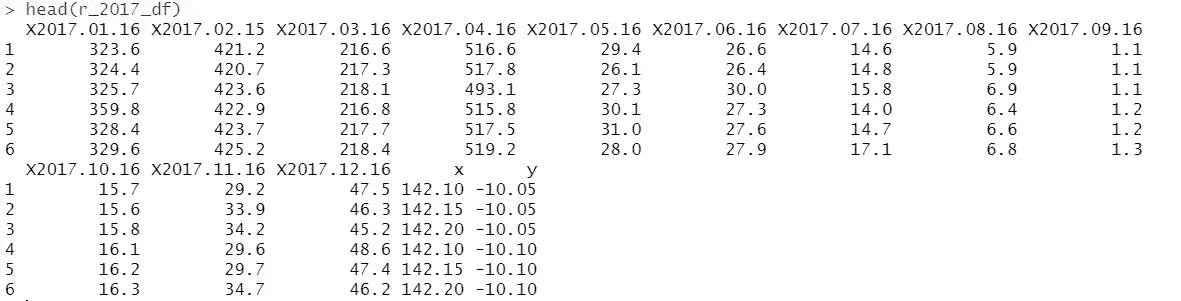 > head(r_2017_df)
X2017.01.16 X2017.02.15 X2017.03.16 X2017.04.16 X2017.05.16 X2017.06.16 X2017.07.16 X2017.08.16 X2017.09.16
1 323.6 421.2 216.6 516.6 29.4 26.6 14.6 5.9 1.1
2 324.4 420.7 217.3 517.8 26.1 26.4 14.8 5.9 1.1
3 325.7 423.6 218.1 493.1 27.3 30.0 15.8 6.9 1.1
4 359.8 422.9 216.8 515.8 30.1 27.3 14.0 6.4 1.2
5 328.4 423.7 217.7 517.5 31.0 27.6 14.7 6.6 1.2
6 329.6 425.2 218.4 519.2 28.0 27.9 17.1 6.8 1.3
X2017.10.16 X2017.11.16 X2017.12.16 x y
1 15.7 29.2 47.5 142.10 -10.05
2 15.6 33.9 46.3 142.15 -10.05
3 15.8 34.2 45.2 142.20 -10.05
4 16.1 29.6 48.6 142.10 -10.10
5 16.2 29.7 47.4 142.15 -10.10
6 16.3 34.7 46.2 142.20 -10.10